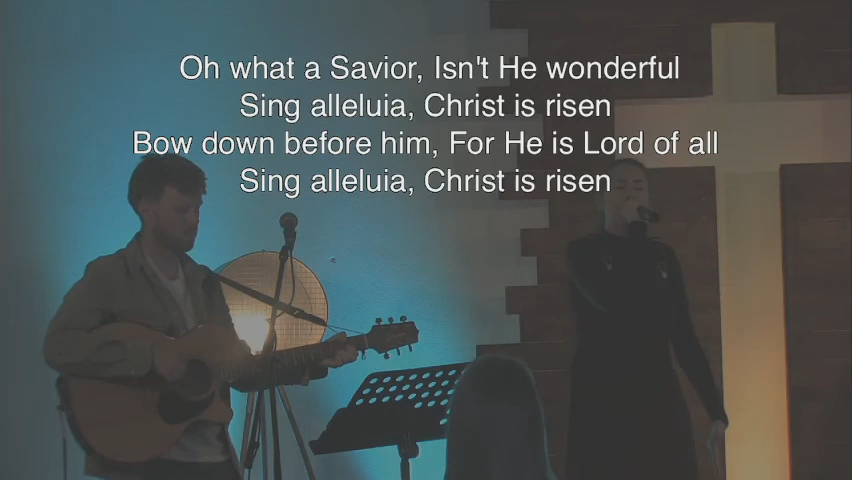 Oh what a Savior, Isn't He wonderful
Sing alleluia, Christ is risen
Bow down before him, For He is Lord of all
Sing alleluia, Christ is risen